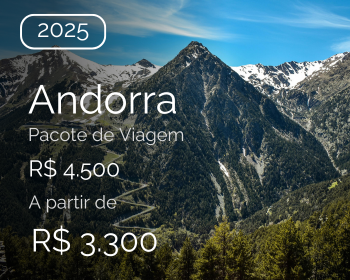 2025
Andorra
Pacote de Viagem
R$ 4.500
A partir de
R$ 3.300